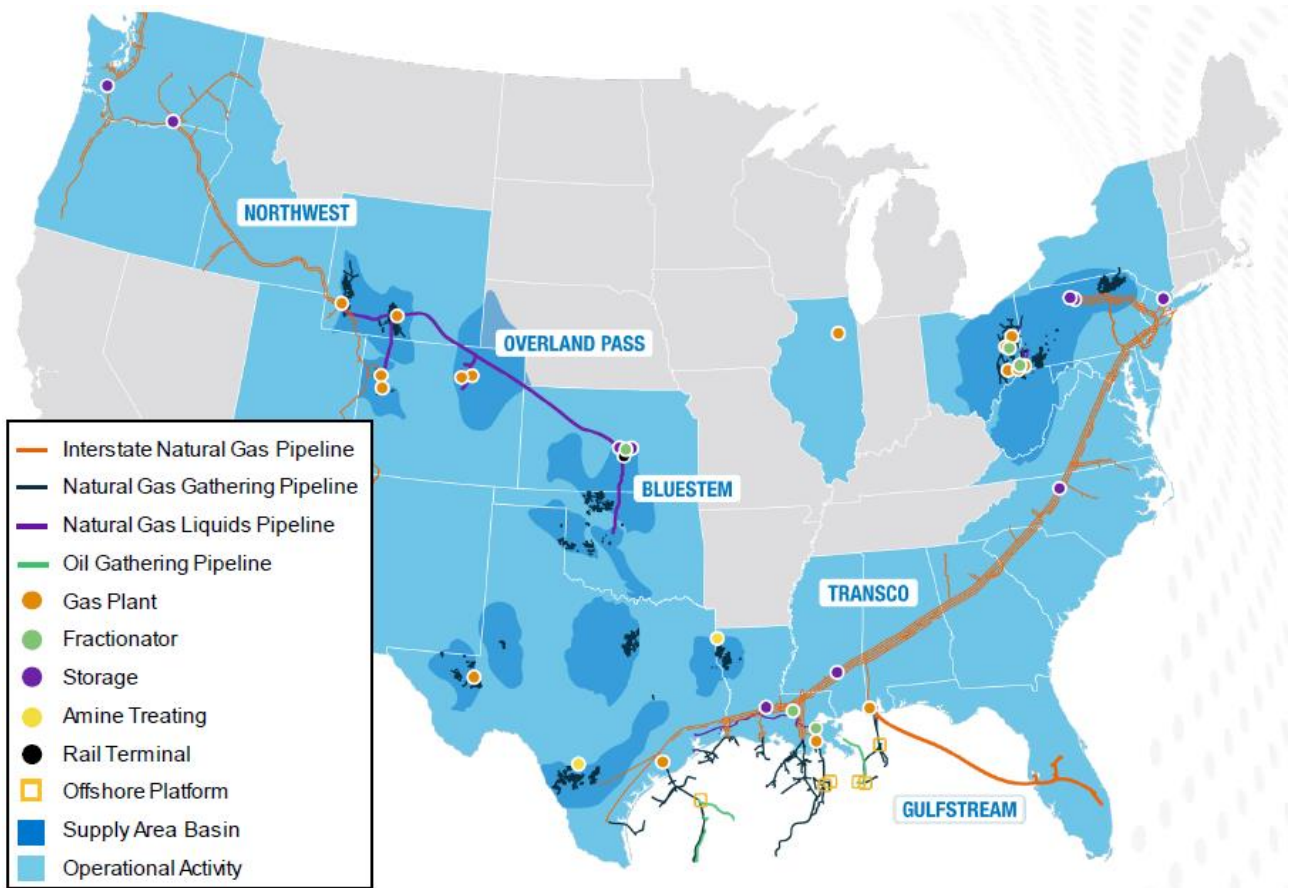 NORTHWEST
OVERLAND PASS
BLUESTEM
TRANSCO
GULFSTREAM
Interstate Natural Gas Pipeline
Natural Gas Gathering Pipeline
Natural Gas Liquids Pipeline
Oil Gathering Pipeline
Gas Plant
Fractionator
Storage
Amine Treating
Rail Terminal
Offshore Platform
Supply Area Basin
Operational Activity